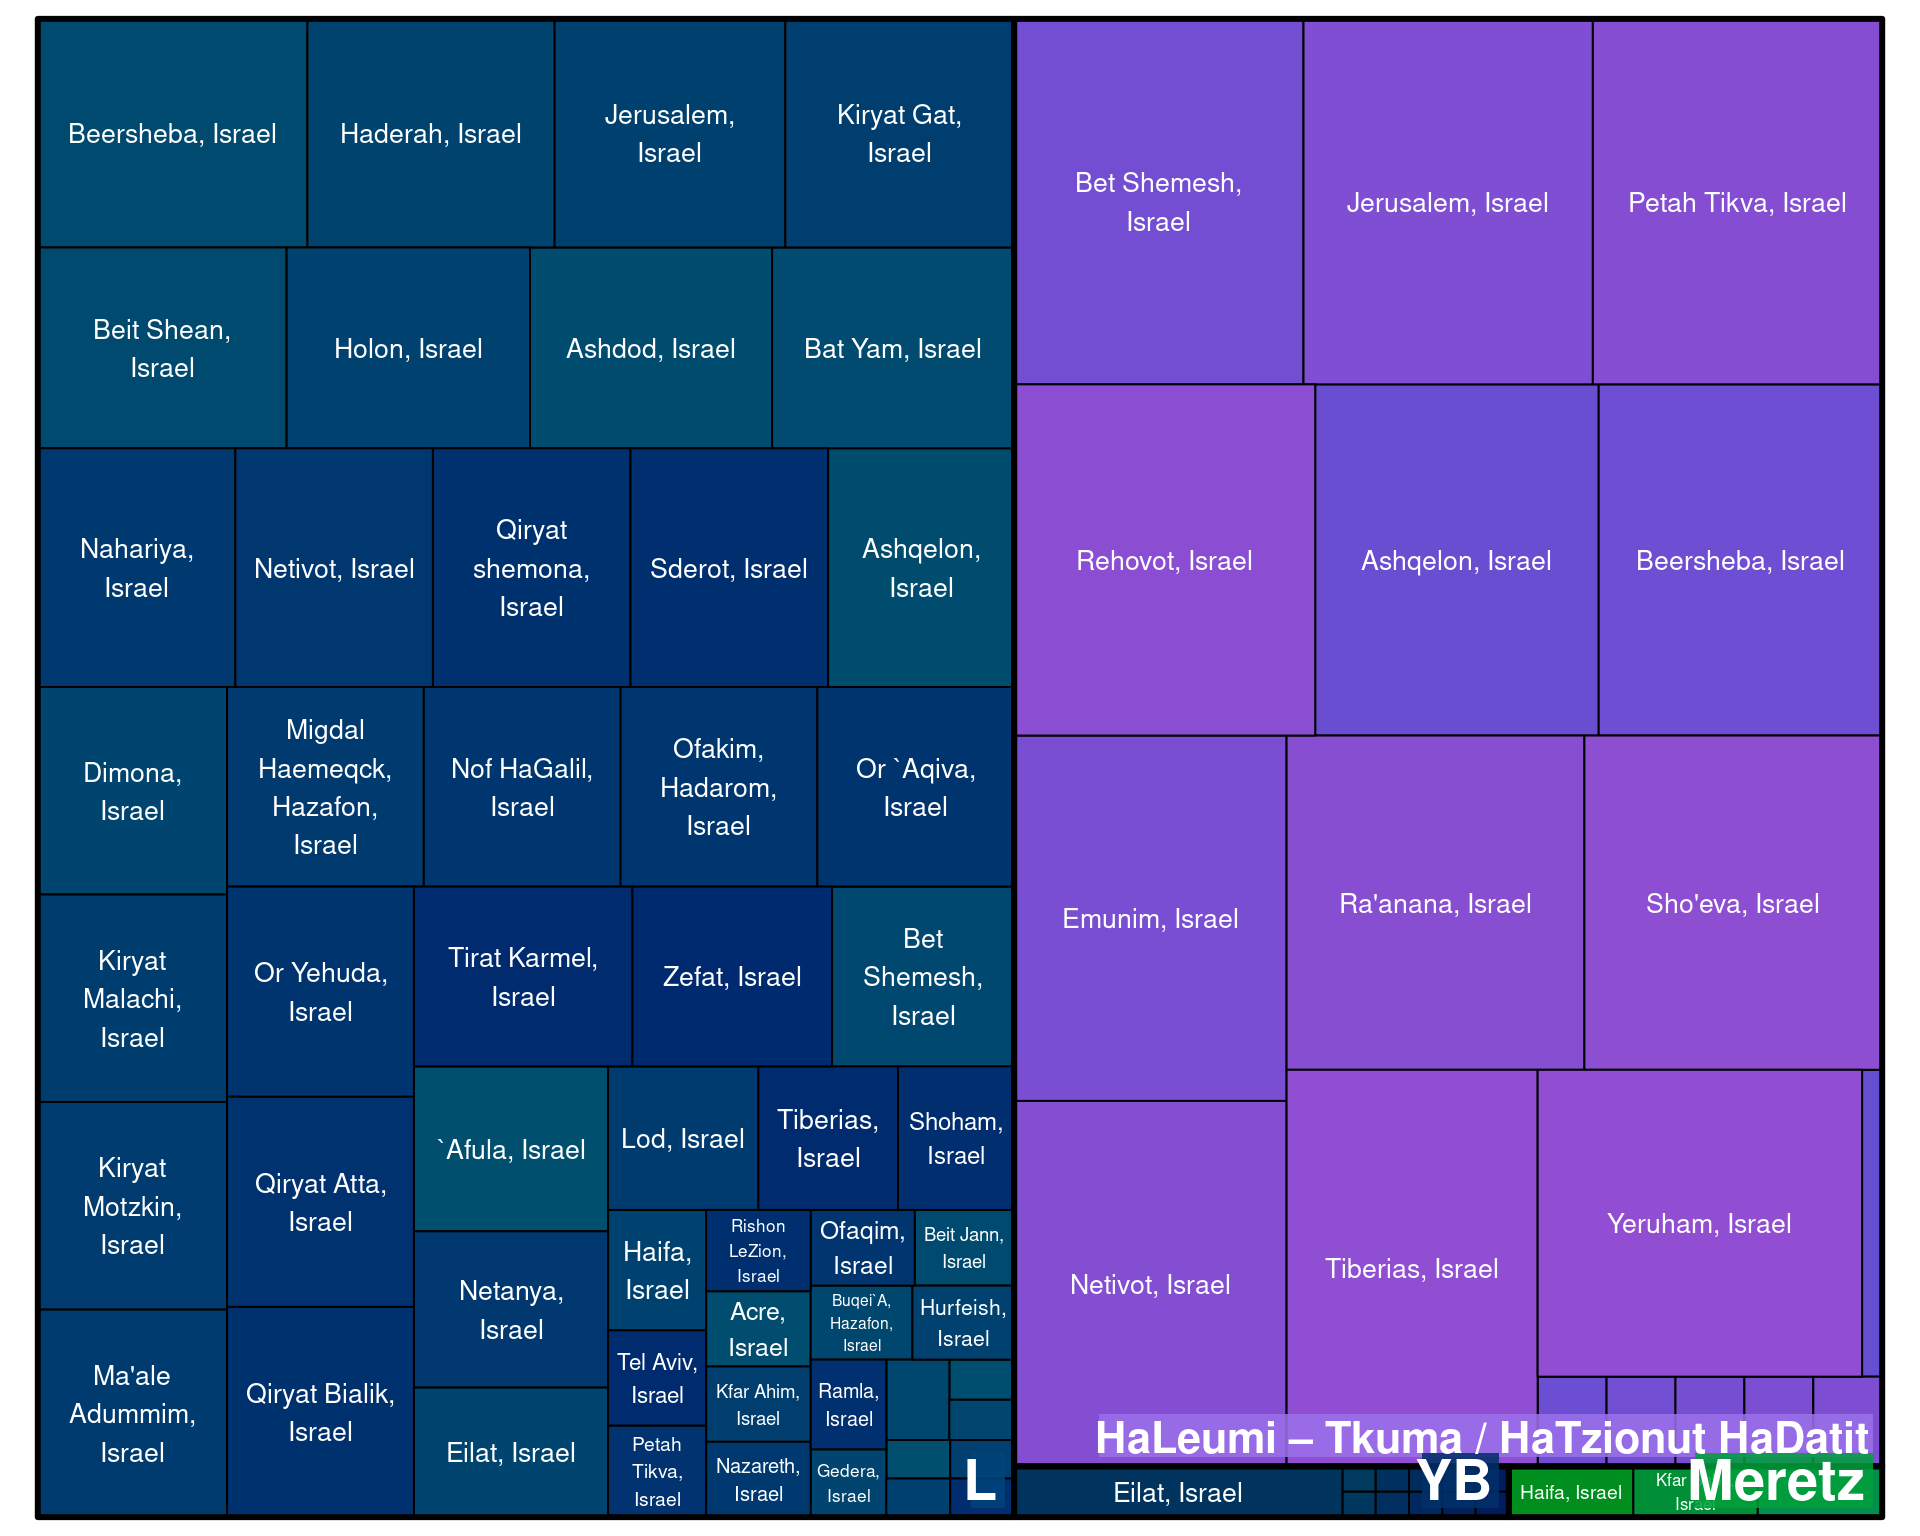 Beersheba, Israel
Haderah, Israel
Jerusalem,
Israel
Kiryat Gat,
Israel
Beit Shean,
Israel
Holon, Israel
Ashdod, Israel
Bat Yam, Israel
Nahariya,
Israel
Netivot, Israel
Qiryat
shemona,
Israel
Sderot, Israel
Ashqelon,
Israel
Dimona,
Israel
Migdal
Haemeqck,
Hazafon,
Israel
Nof HaGalil,
Israel
Ofakim,
Hadarom,
Israel
Or `Aqiva,
Israel
Kiryat
Malachi,
Israel
Or Yehuda,
Israel
Tirat Karmel,
Israel
Zefat, Israel
Bet
Shemesh,
Israel
Kiryat
Motzkin,
Israel
Qiryat Atta,
Israel
`Afula, Israel
Lod, Israel
Tiberias,
Israel
Shoham,
Israel
Ma'ale
Adummim,
Israel
Qiryat Bialik,
Israel
Netanya,
Israel
Eilat, Israel
Haifa,
Israel
Rishon
LeZion,
Israel
Ofaqim,
Israel
Beit Jann,
Israel
Acre,
Israel
Buqei`A,
Hazafon,
Israel
Hurfeish,
Israel
Tel Aviv,
Israel
Kfar Ahim,
Israel
Ramla,
Israel
Petah
Tikva,
Israel
Nazareth,
Israel
Gedera,
Israel
L
Bet Shemesh,
Israel
Jerusalem, Israel
Petah Tikva, Israel
Rehovot, Israel
Ashqelon, Israel
Beersheba, Israel
Emunim, Israel
Ra'anana, Israel
Sho'eva, Israel
Netivot, Israel
Tiberias, Israel
Yeruham, Israel
HaLeumi – Tkuma / HaTzionut HaDatit
Eilat, Israel
YB
Haifa, Israel
Kfar
Israel
Meretz